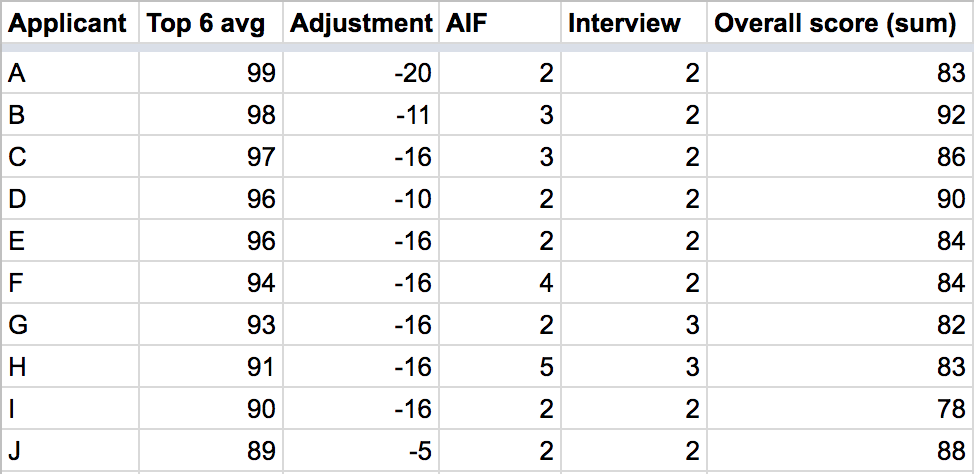 Applicant Top 6 avg Adjustment AIF Interview Overall score (sum)
A 99 -20 2 2 83
B 98 -11 3 2 92
C 97 -16 3 2 86
D 96 -10 2 2 90
E 96 -16 2 2 84
F 94 -16 4 2 84
G 93 -16 2 3 82
H 91 -16 5 3 83
I 90 -16 2 2 78
J 89 -5 2 2 88